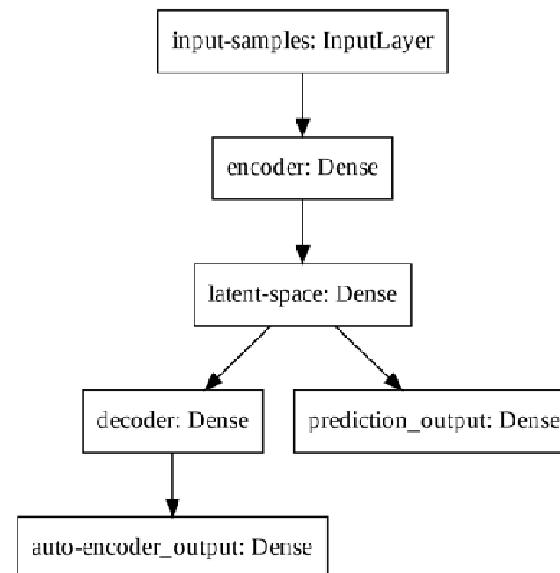 input-samples: InputLayer
encoder: Dense
latent-space: Dense
decoder: Dense
prediction_output: Dense
auto-encoder_output: Dense